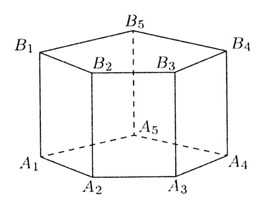 B₅
B₁ B₄
B₂ B₃
A₅
A₁ A₄
A₂ A₃